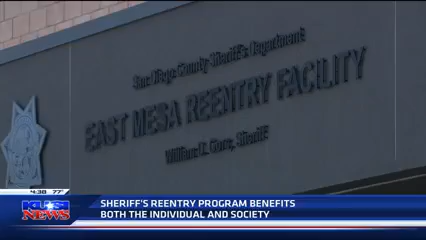 San Diego County Sheriff's Department
EAST MESA REENTRY FACILITY
William D. Gore, Sheriff
4:38 77°
KUSI
NEWS
SHERIFF'S REENTRY PROGRAM BENEFITS
BOTH THE INDIVIDUAL AND SOCIETY